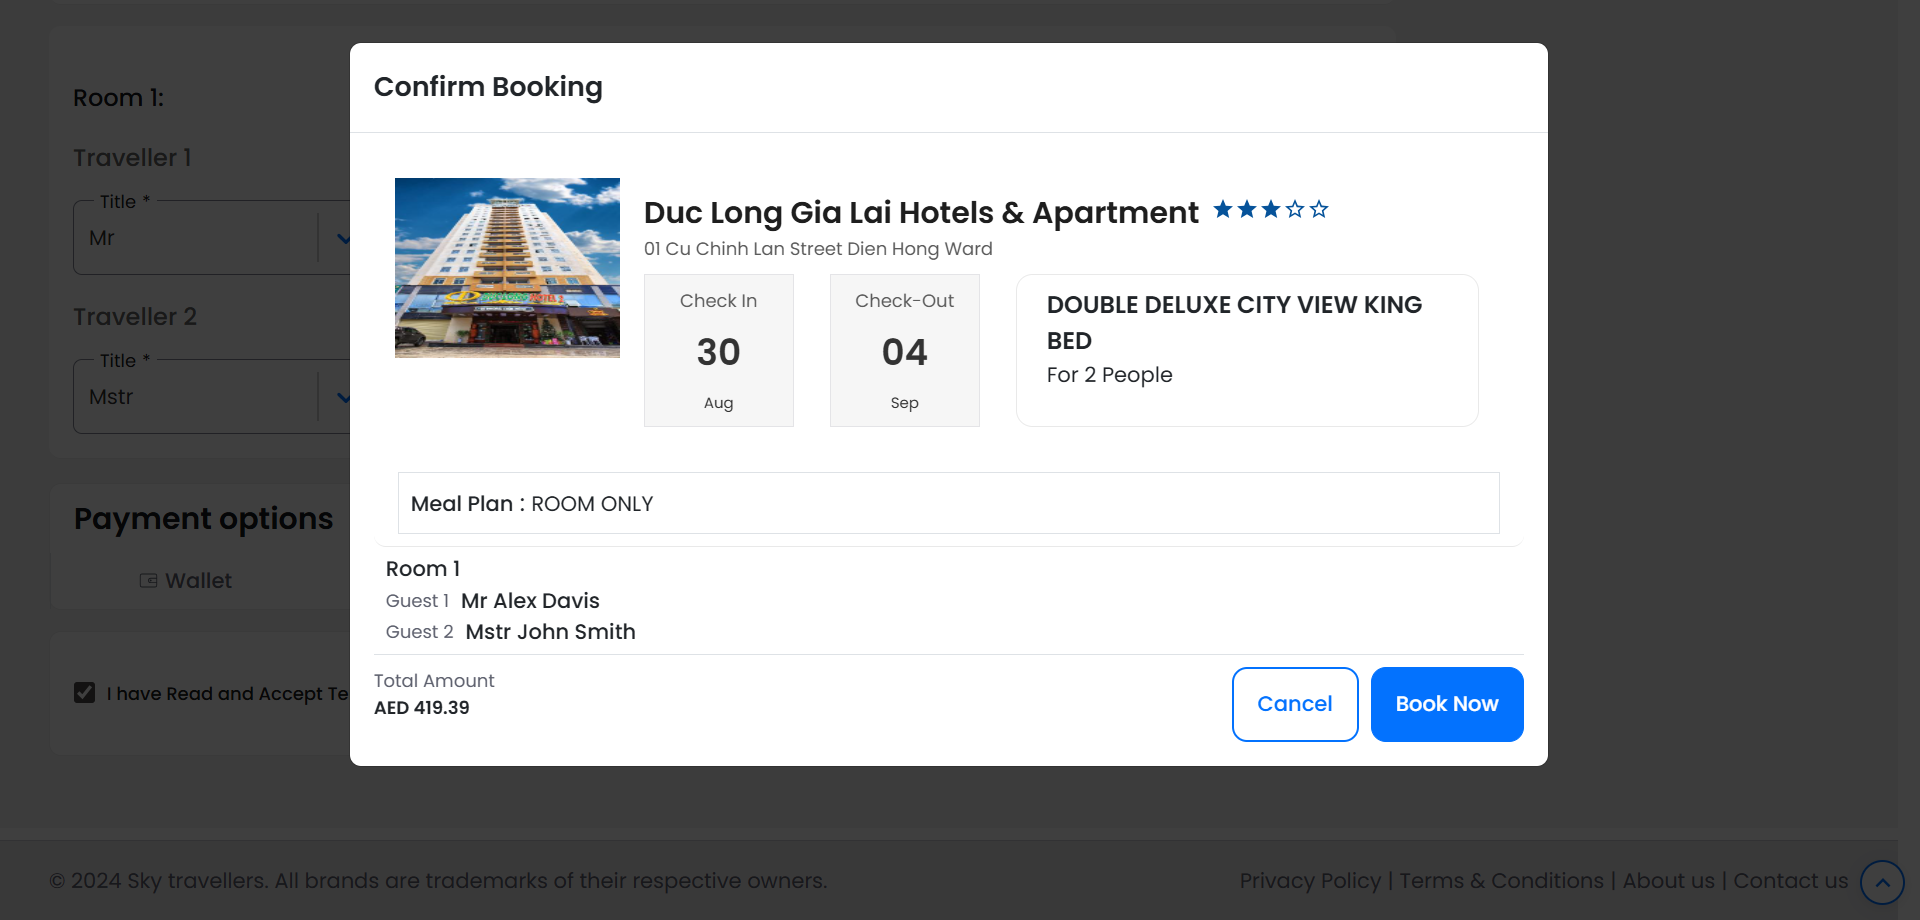 Confirm Booking
Room 1:
Traveller 1
Title *
Mr
Traveller 2
Title *
Mstr
Payment options
Wallet
I have Read and Accept Te
Duc Long Gia Lai Hotels & Apartment
01 Cu Chinh Lan Street Dien Hong Ward
Check In
30
Aug
Check-Out
04
Sep
DOUBLE DELUXE CITY VIEW KING
BED
For 2 People
Meal Plan : ROOM ONLY
Room 1
Guest 1 Mr Alex Davis
Guest 2 Mstr John Smith
Total Amount
AED 419.39
Cancel
Book Now
© 2024 Sky travellers. All brands are trademarks of their respective owners.
Privacy Policy | Terms & Conditions | About us | Contact us